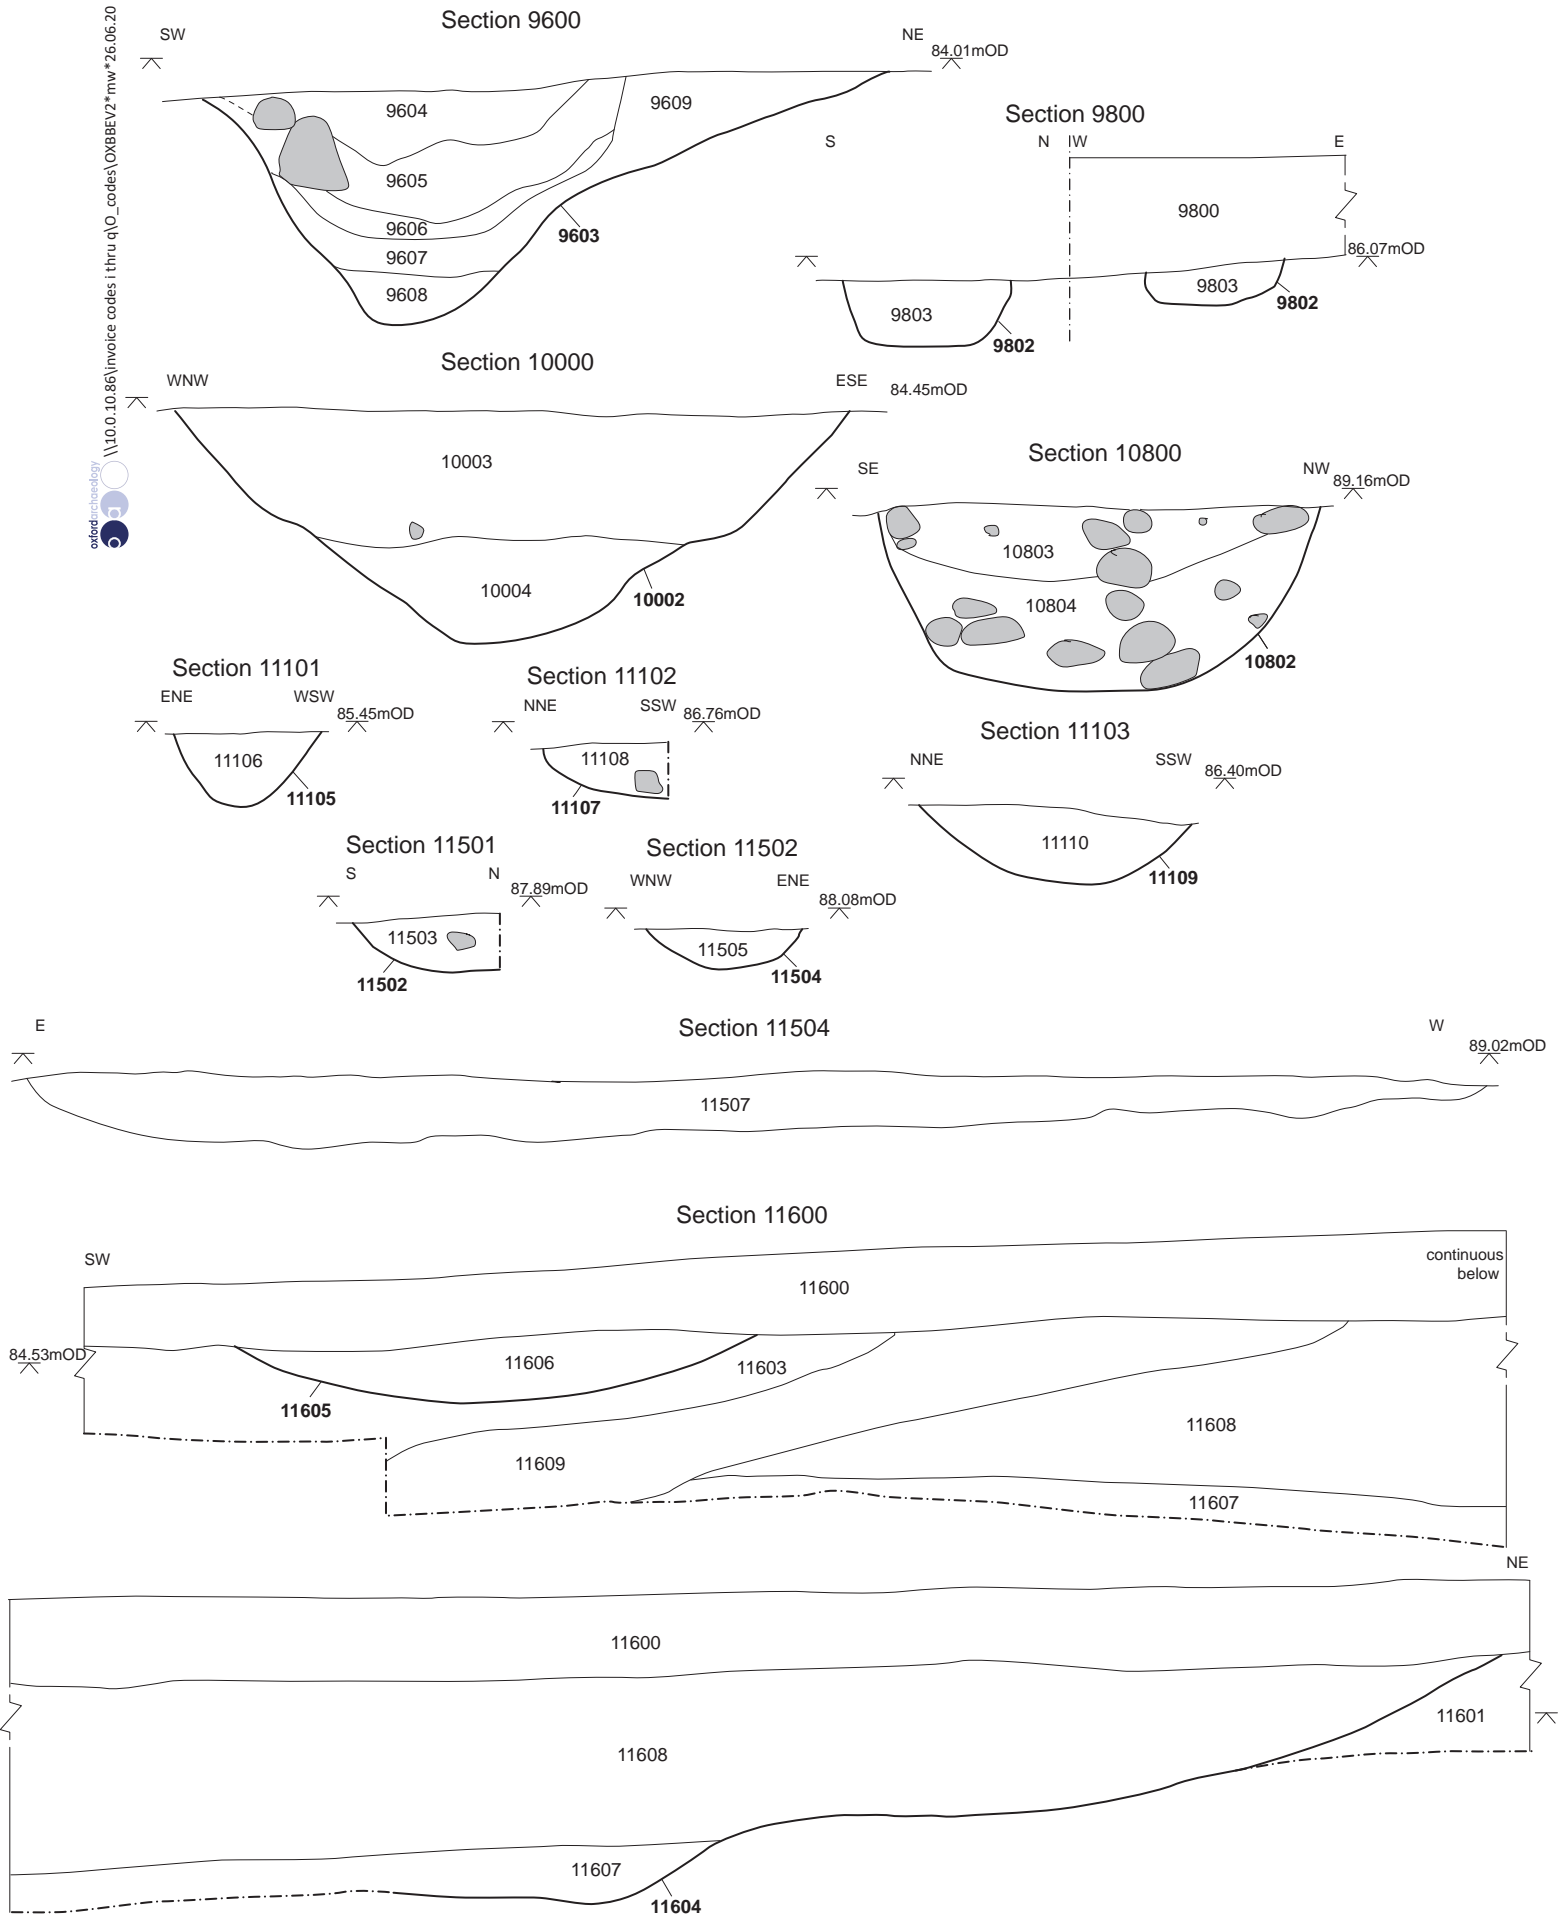 \\10.0.10.86\invoice codes i thru q\O_codes\OXBBEV2*mw*26.06.20
oxfordarchaeology
Section 9600
SW
NE
84.01mOD
9604
9609
9605
9606
9607
9608
9603
Section 9800
S
N
W
E
9800
86.07mOD
9803
9802
9803
9802
Section 10000
WNW
ESE
84.45mOD
10003
10004
10002
Section 10800
SE
NW
89.16mOD
10803
10804
10802
Section 11101
ENE
WSW
85.45mOD
11106
11105
Section 11102
NNE
SSW
86.76mOD
11108
11107
Section 11103
NNE
SSW
86.40mOD
11110
11109
Section 11501
S
N
87.89mOD
11503
11502
Section 11502
WNW
ENE
88.08mOD
11505
11504
Section 11504
E
W
89.02mOD
11507
Section 11600
SW
continuous
below
11600
84.53mOD
11606
11603
11605
11608
11609
11607
NE
11600
11601
11608
11607
11604